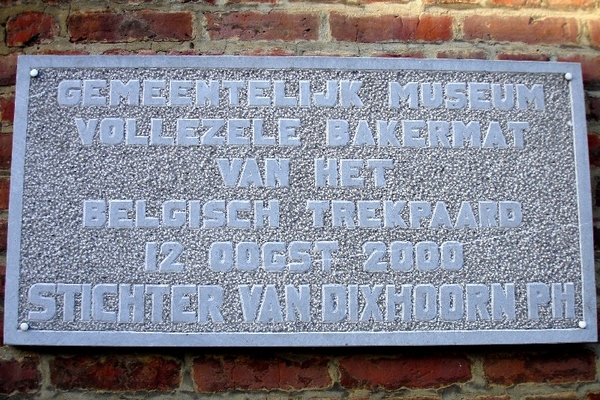 GEMEENTELIJK MUSEUM
VOLLEZELE BAKERMAT
VAN HET
BELGISCH TREKPAARD
12 OOGST 2000
STICHTER VAN DIXHOORN PH